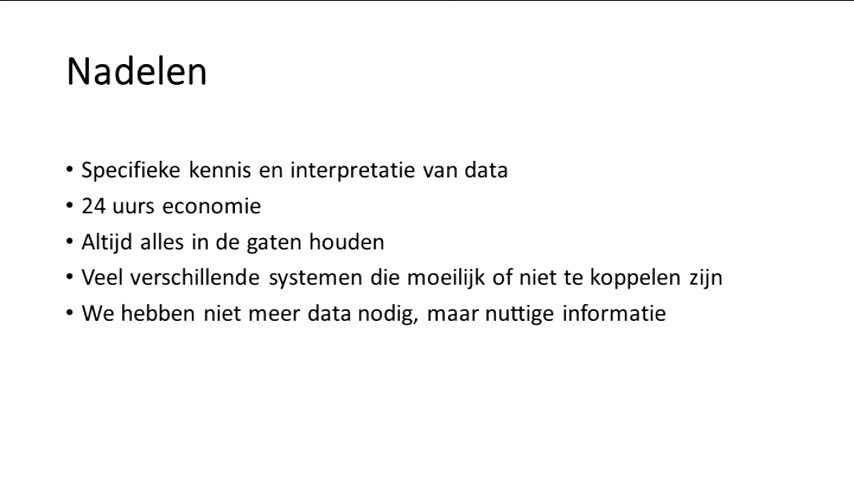 Nadelen
• Specifieke kennis en interpretatie van data
• 24 uurs economie
• Altijd alles in de gaten houden
• Veel verschillende systemen die moeilijk of niet te koppelen zijn
• We hebben niet meer data nodig, maar nuttige informatie